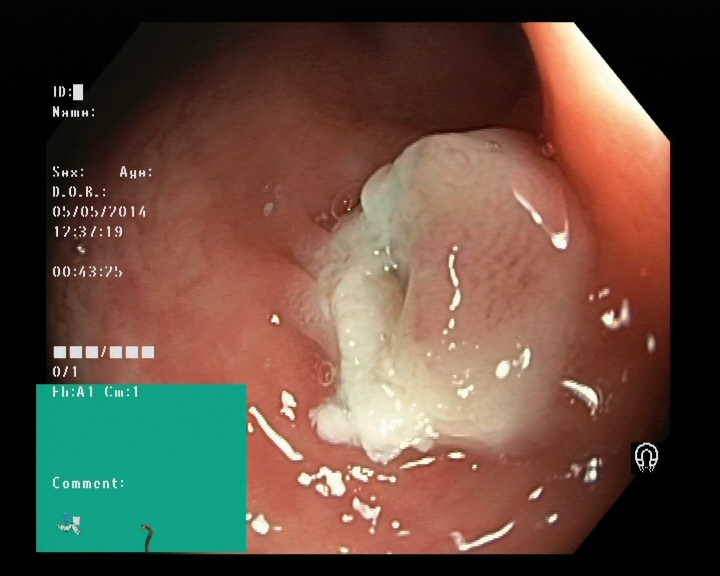 ID:
Name:
Sex: Age:
D.O.B.:
05/05/2014
12:37:19
00:43:25
■■■/■■■
0/1
Eh:A1 Cm:1
Comment: